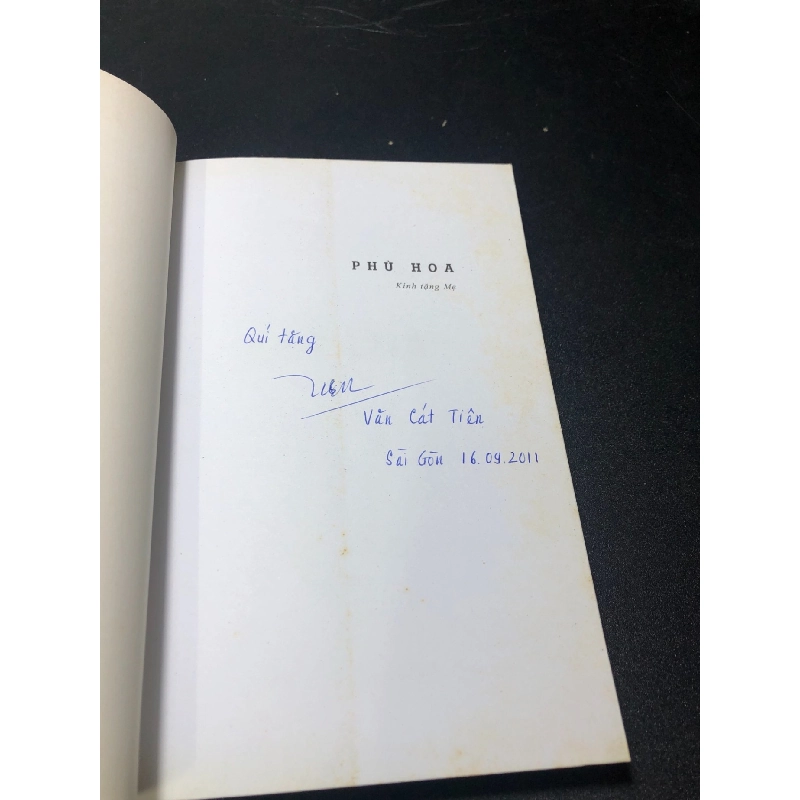 PHÙ HOA
Kính tặng Mẹ
Quí tặng
Văn Cát Tiên
Sài Gòn 16.09.2011